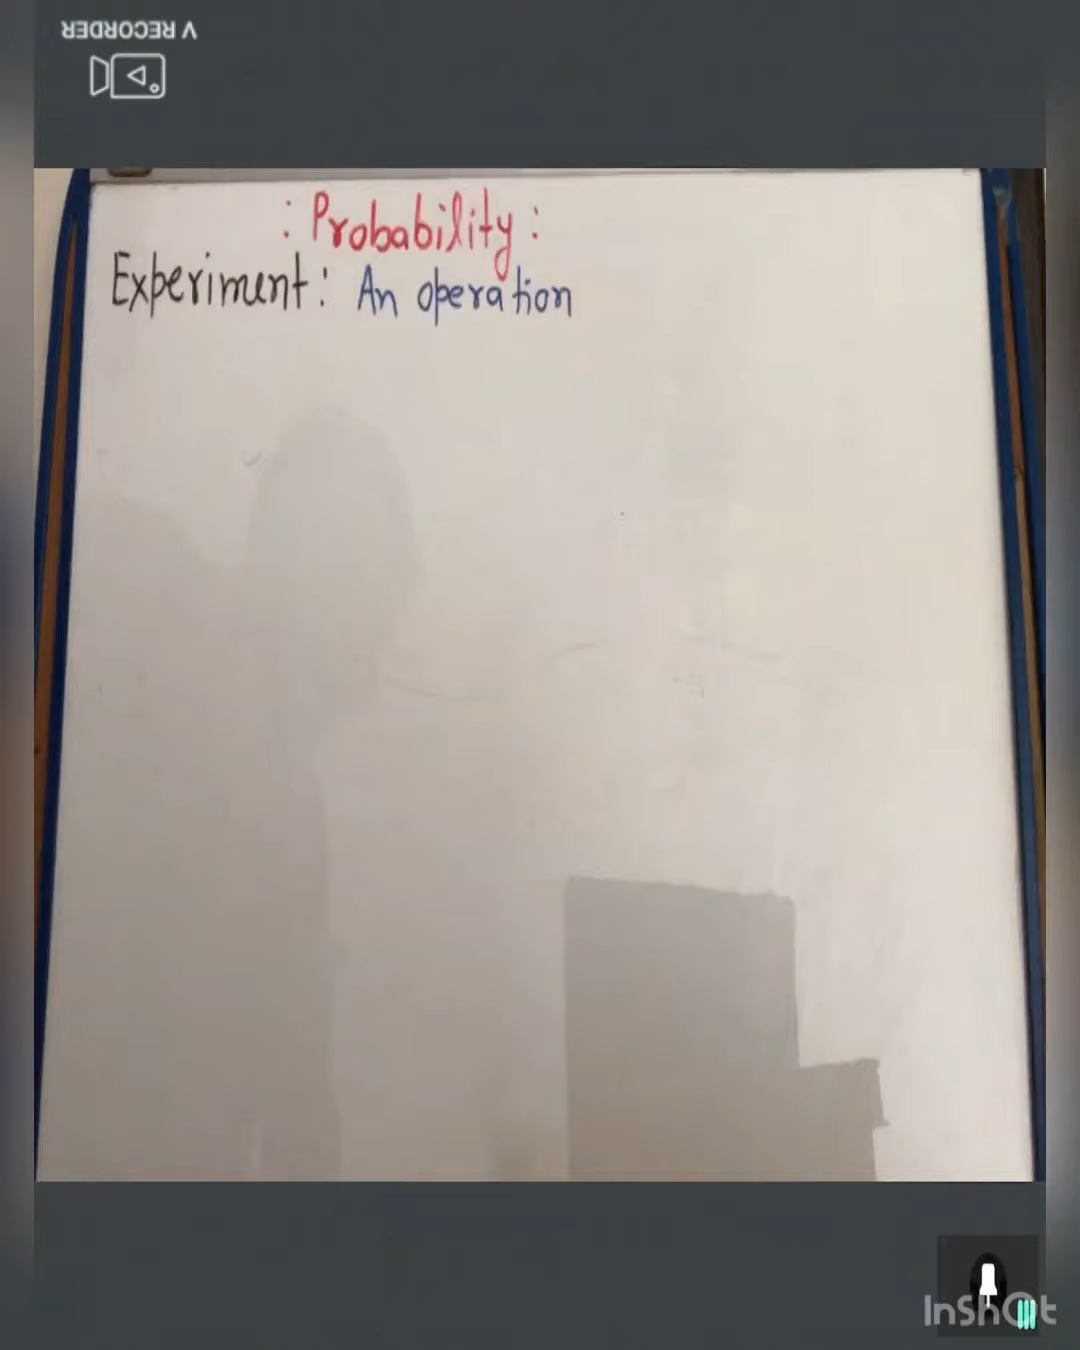 V RECORDER
: Probability :
Experiment : An operation
InShOt